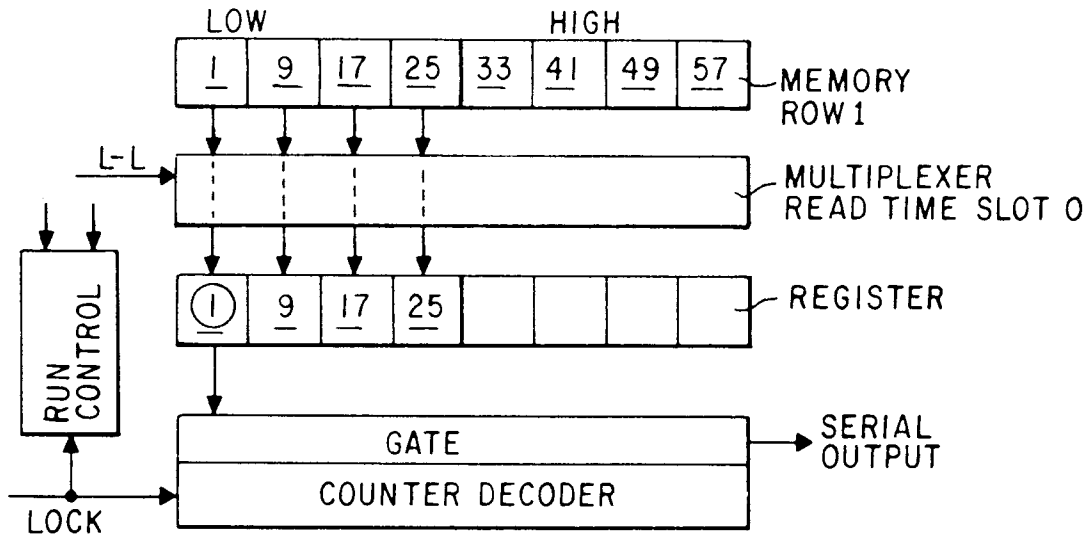 LOW HIGH
1 9 17 25 33 41 49 57
MEMORY
ROW 1
L-L
MULTIPLEXER
READ TIME SLOT 0
1 9 17 25
REGISTER
RUN
CONTROL
GATE
SERIAL
OUTPUT
COUNTER DECODER
LOCK